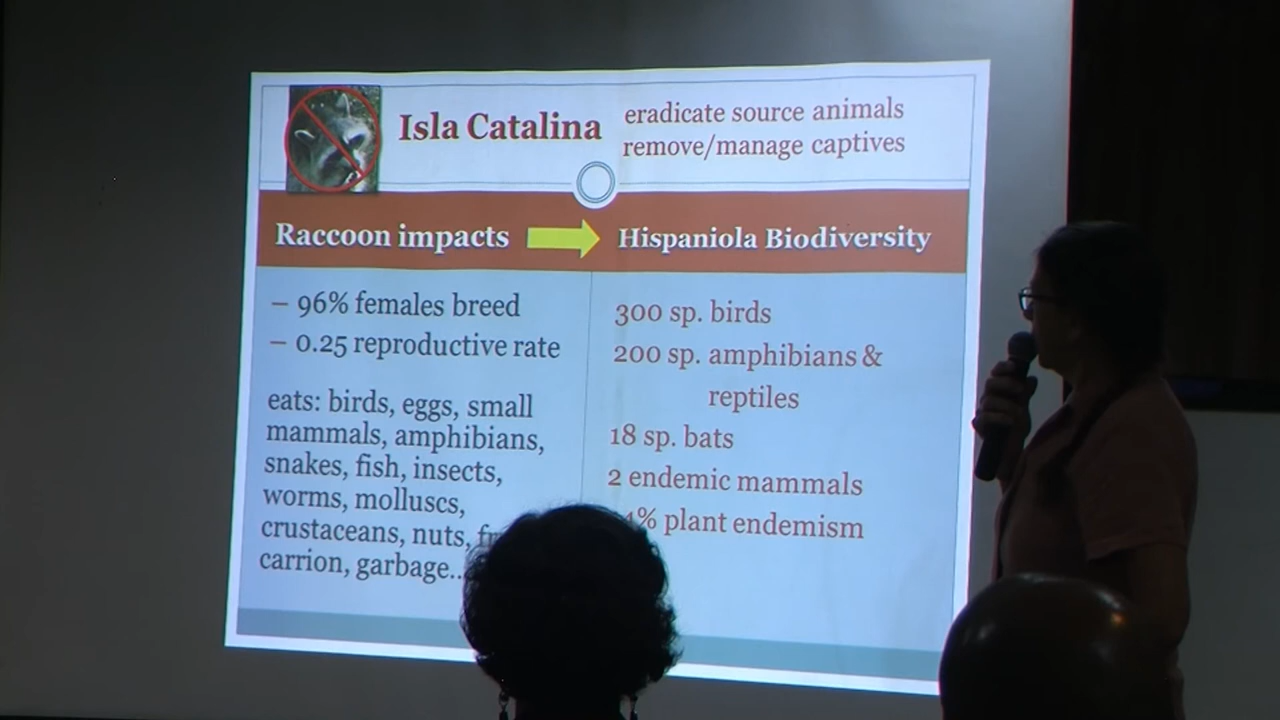 Isla Catalina
eradicate source animals
remove/manage captives
Raccoon impacts
Hispaniola Biodiversity
– 96% females breed
– 0.25 reproductive rate
eats: birds, eggs, small
mammals, amphibians,
snakes, fish, insects,
worms, molluscs,
crustaceans, nuts,
carrion, garbage...
300 sp. birds
200 sp. amphibians &
reptiles
18 sp. bats
2 endemic mammals
plant endemism